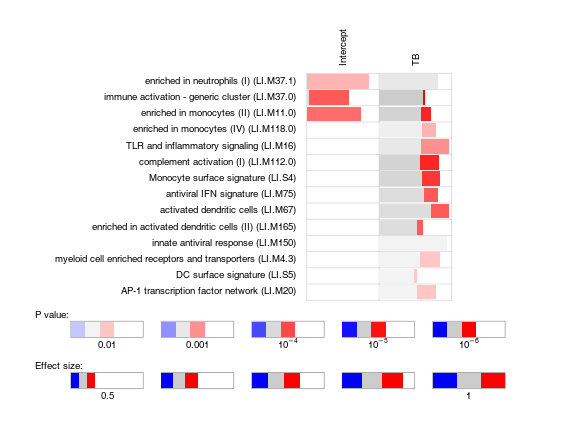 Intercept
TB
enriched in neutrophils (I) (LI.M37.1)
immune activation - generic cluster (LI.M37.0)
enriched in monocytes (II) (LI.M11.0)
enriched in monocytes (IV) (LI.M118.0)
TLR and inflammatory signaling (LI.M16)
complement activation (I) (LI.M112.0)
Monocyte surface signature (LI.S4)
antiviral IFN signature (LI.M75)
activated dendritic cells (LI.M67)
enriched in activated dendritic cells (II) (LI.M165)
innate antiviral response (LI.M150)
myeloid cell enriched receptors and transporters (LI.M4.3)
DC surface signature (LI.S5)
AP-1 transcription factor network (LI.M20)
P value:
0.01 0.001 10⁻⁴ 10⁻⁵ 10⁻⁶
Effect size:
0.5 1